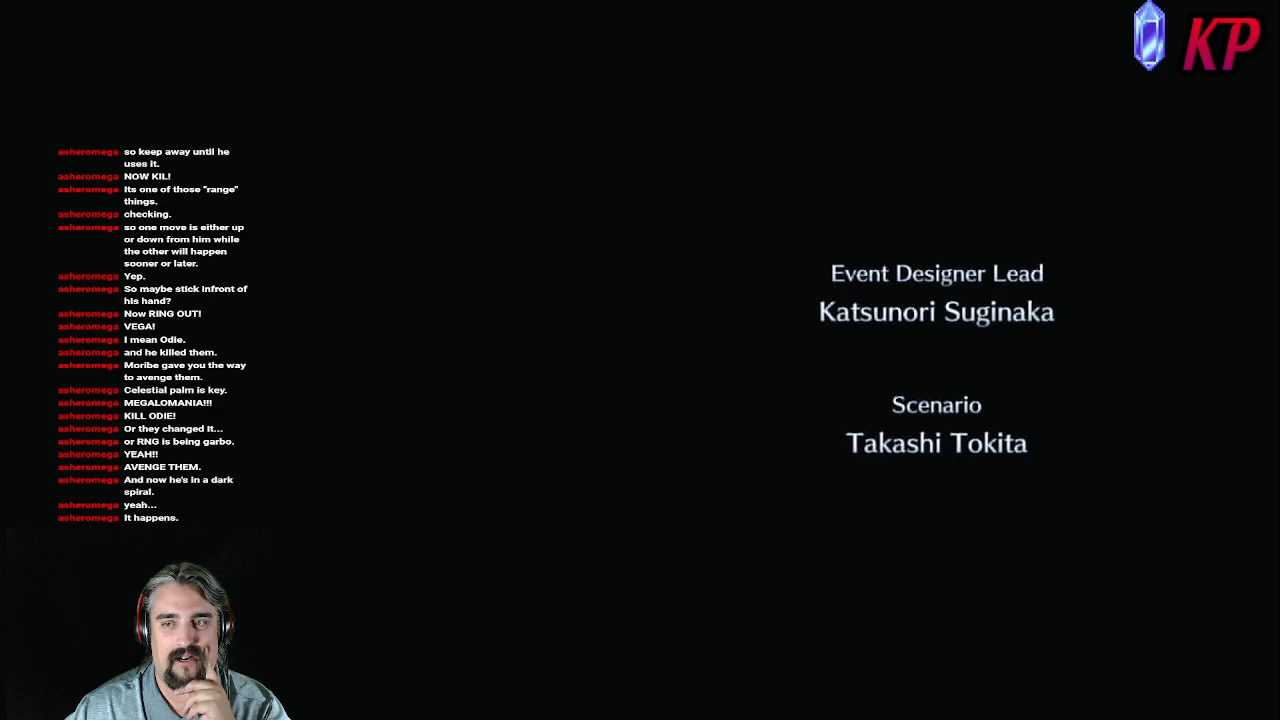 KP
asheromega so keep away until he
uses it.
asheromega NOW KIL!
asheromega Its one of those "range"
things.
asheromega checking.
asheromega so one move is either up
or down from him while
the other will happen
sooner or later.
asheromega Yep.
asheromega So maybe stick infront of
his hand?
asheromega Now RING OUT!
asheromega VEGA!
asheromega I mean Odie.
asheromega and he killed them.
asheromega Moribe gave you the way
to avenge them.
asheromega Celestial palm is key.
asheromega MEGALOMANIA!!!
asheromega KILL ODIE!
asheromega Or they changed it...
asheromega or RNG is being garbo.
asheromega YEAH!!
asheromega AVENGE THEM.
asheromega And now he's in a dark
spiral.
asheromega yeah...
asheromega It happens.
Event Designer Lead
Katsunori Suginaka
Scenario
Takashi Tokita